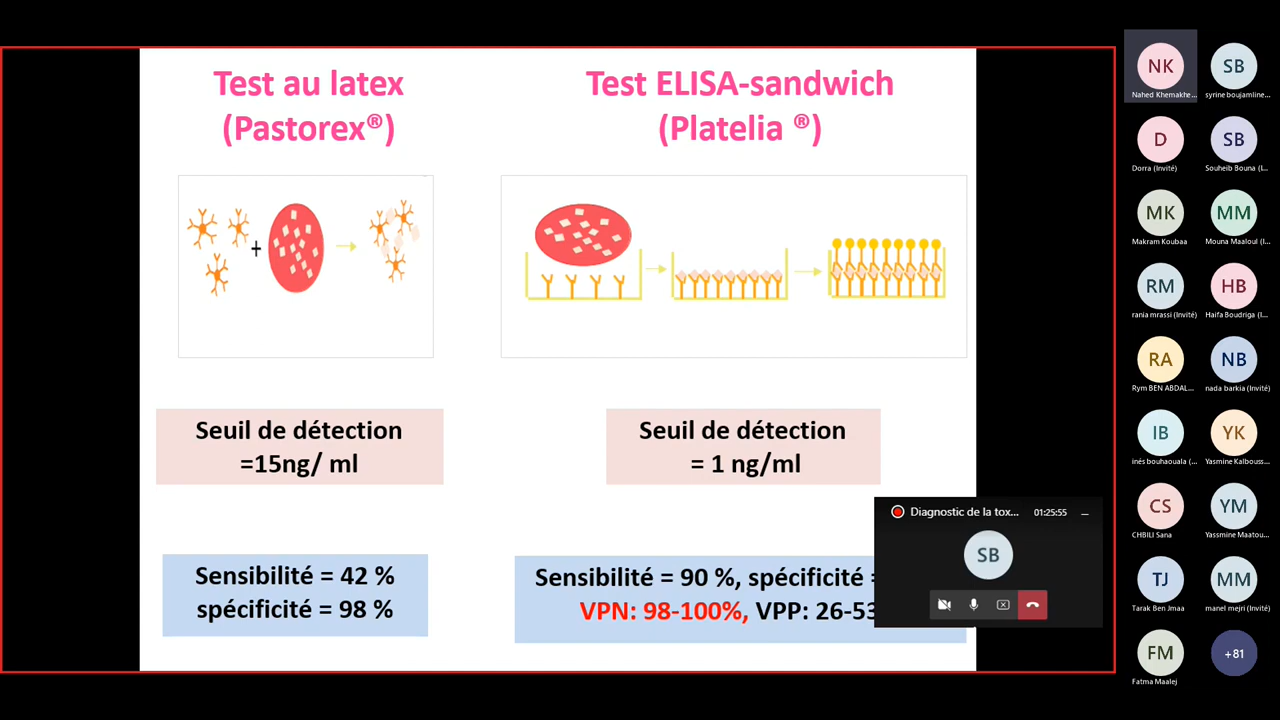 Test au latex
(Pastorex®)
Test ELISA-sandwich
(Platelia ®)
+
Seuil de détection
=15ng/ ml
Seuil de détection
= 1 ng/ml
Sensibilité = 42 %
spécificité = 98 %
Sensibilité = 90 %, spécificité =
VPN: 98-100%, VPP: 26-53
Diagnostic de la tox...
01:25:55
SB
NK
Nahed Khemakhe...
SB
syrine boujamline...
D
Dorra (Invité)
SB
Souheib Bouna (I...
MK
Makram Koubaa
MM
Mouna Maaloul (I...
RM
rania mrassi (Invité)
HB
Haifa Boudriga (I...
RA
Rym BEN ABDAL...
NB
nada barkia (Invité)
IB
inés bouhaouala (...
YK
Yasmine Kalbouss...
CS
CHBILI Sana
YM
Yassmine Maatou...
TJ
Tarak Ben Jmaa
MM
manel mejri (Invité)
FM
Fatma Maalej
+81